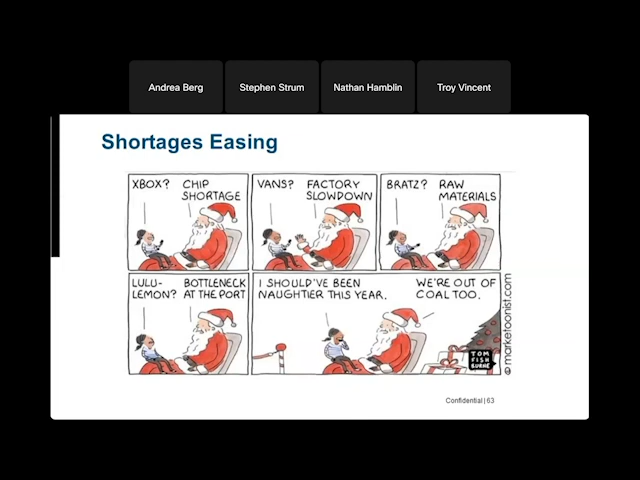 Andrea Berg
Stephen Strum
Nathan Hamblin
Troy Vincent
Shortages Easing
XBOX?
CHIP
SHORTAGE
VANS?
FACTORY
SLOWDOWN
BRATZ?
RAW
MATERIALS
LULU-
LEMON?
BOTTLENECK
AT THE PORT
I SHOULD'VE BEEN
NAUGHTIER THIS YEAR.
WE'RE OUT OF
COAL TOO.
TOM
FISH
BURNE
© marketoonist.com
Confidential | 63